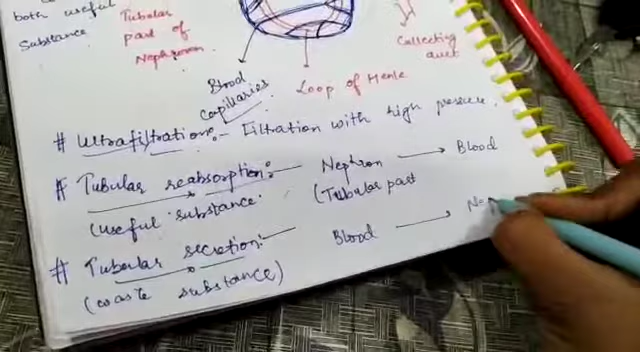 both useful
Substance
Tubular
part of
Nephron
Blood
capillaries
Loop of Henle
Collecting
duct
# Ultrafiltration:- Filtration with high pressure.
# Tubular reabsorption:- Nephron → Blood
(useful substance. (Tubular part
# Tubular secretion:- Blood → Nep
(waste substance)